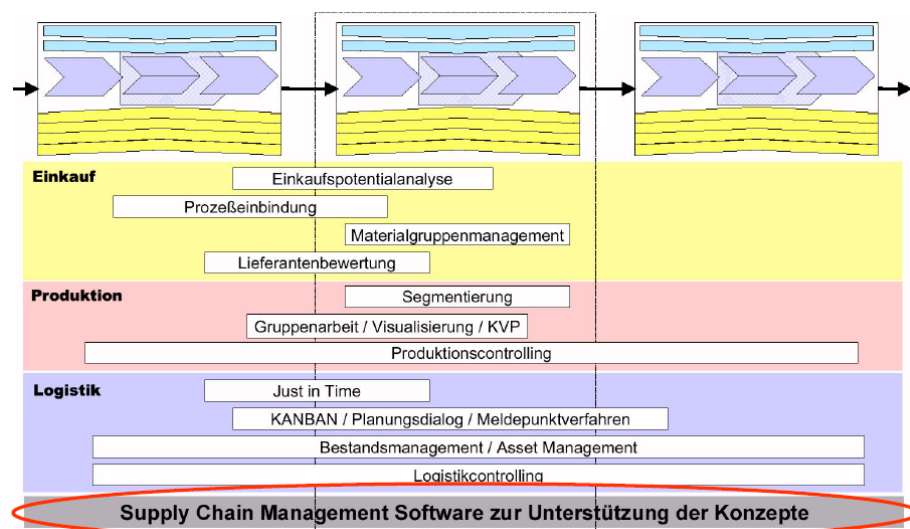 Einkauf
Einkaufspotentialanalyse
Prozeßeinbindung
Materialgruppenmanagement
Lieferantenbewertung
Produktion
Segmentierung
Gruppenarbeit / Visualisierung / KVP
Produktionscontrolling
Logistik
Just in Time
KANBAN / Planungsdialog / Meldepunktverfahren
Bestandsmanagement / Asset Management
Logistikcontrolling
Supply Chain Management Software zur Unterstützung der Konzepte